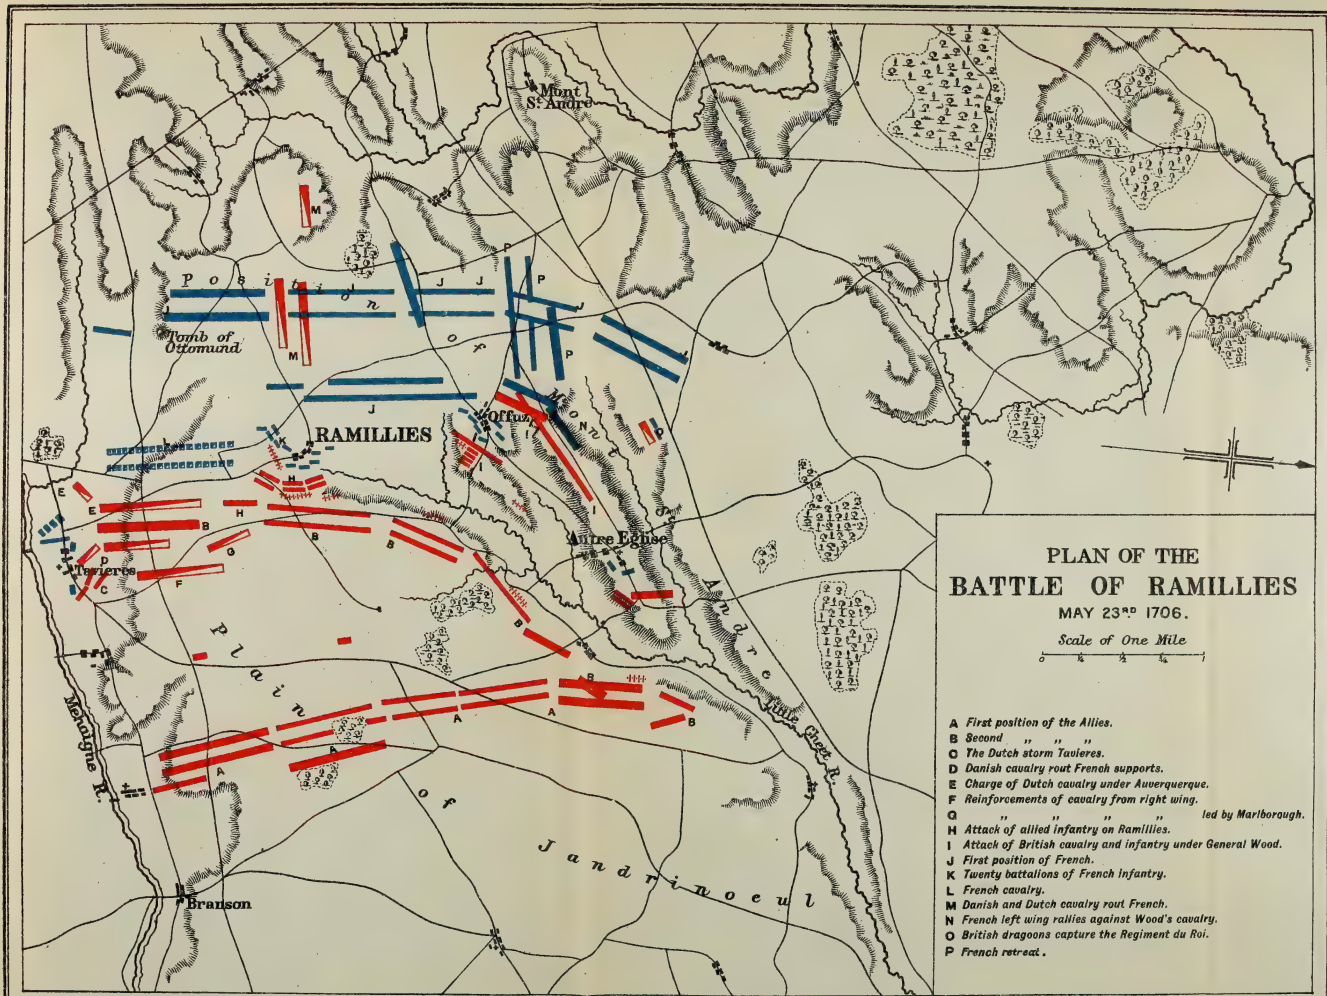 Mont
St. Andre
M
Position
J
J
J
P
P
J
Tomb of
Ottomund
M
of
P
J
J
Offuz
Mont
N
O
RAMILLIES
K
L
I
I
E
H
E
H
B
B
B
G
D
Tavieres
C
F
Autre Eglise
St.
Andre
B
Plain
B
A
A
B
A
A
Mehaigne R.
Little Gheet R.
of
Jandrinoeul
Branson
PLAN OF THE
BATTLE OF RAMILLIES
MAY 23RD 1706.
Scale of One Mile
0 ¼ ½ ¾ 1
A First position of the Allies.
B Second „ „ „
C The Dutch storm Tavieres.
D Danish cavalry rout French supports.
E Charge of Dutch cavalry under Auverquerque.
F Reinforcements of cavalry from right wing.
G „ „ „ „ led by Marlborough.
H Attack of allied infantry on Ramillies.
I Attack of British cavalry and infantry under General Wood.
J First position of French.
K Twenty battalions of French infantry.
L French cavalry.
M Danish and Dutch cavalry rout French.
N French left wing rallies against Wood's cavalry.
O British dragoons capture the Regiment du Roi.
P French retreat.